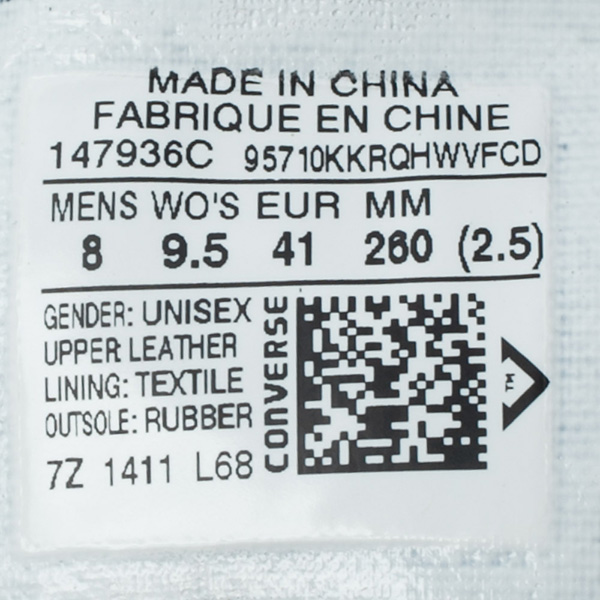 MADE IN CHINA
FABRIQUE EN CHINE
147936C 95710KKRQHWVFCD
MENS WO'S EUR MM
8 9.5 41 260 (2.5)
GENDER: UNISEX
UPPER LEATHER
LINING: TEXTILE
OUTSOLE: RUBBER
7Z 1411 L68
CONVERSE
TM